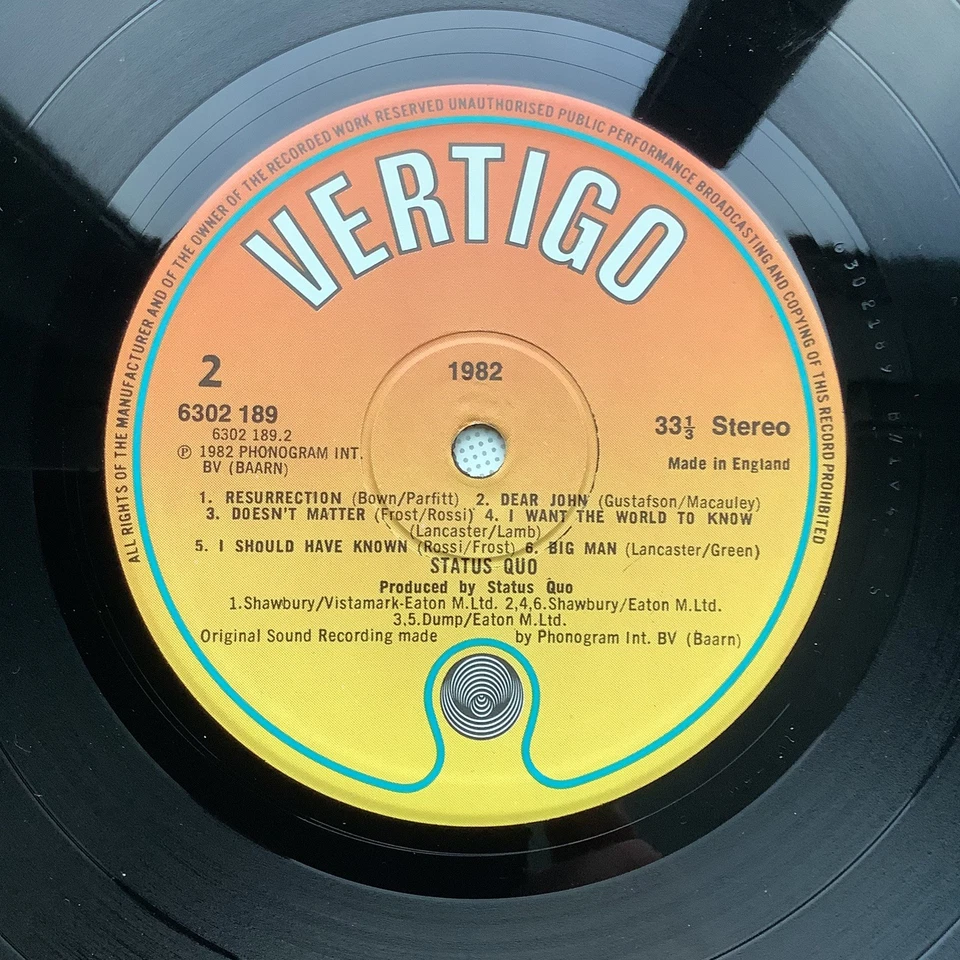 ALL RIGHTS OF THE MANUFACTURER AND OF THE OWNER OF THE RECORDED WORK RESERVED UNAUTHORISED PUBLIC PERFORMANCE BROADCASTING AND COPYING OF THIS RECORD PROHIBITED
VERTIGO
2
1982
6302 189
6302 189.2
33⅓ Stereo
℗ 1982 PHONOGRAM INT.
BV (BAARN)
Made in England
1. RESURRECTION (Bown/Parfitt) 2. DEAR JOHN (Gustafson/Macauley)
3. DOESN'T MATTER (Frost/Rossi) 4. I WANT THE WORLD TO KNOW
(Lancaster/Lamb)
5. I SHOULD HAVE KNOWN (Rossi/Frost) 6. BIG MAN (Lancaster/Green)
STATUS QUO
Produced by Status Quo
1.Shawbury/Vistamark-Eaton M.Ltd. 2,4,6.Shawbury/Eaton M.Ltd.
3,5.Dump/Eaton M.Ltd.
Original Sound Recording made by Phonogram Int. BV (Baarn)